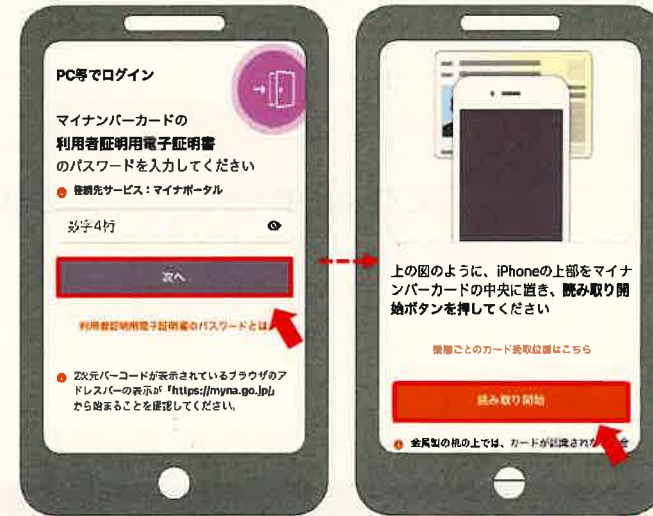 PC等でログイン
マイナンバーカードの
利用者証明用電子証明書
のパスワードを入力してください
登録先サービス:マイナポータル
数字4桁
次へ
利用者証明用電子証明書のパスワードとは
2次元バーコードが表示されているブラウザのア
ドレスバーの表示が「https://myna.go.jp/」
から始まることを確認してください。
上の図のように、iPhoneの上部をマイナ
ンバーカードの中央に置き、読み取り開
始ボタンを押してください
機種ごとのカード読取位置はこちら
読み取り開始
金属製の机の上では、カードが認識されな